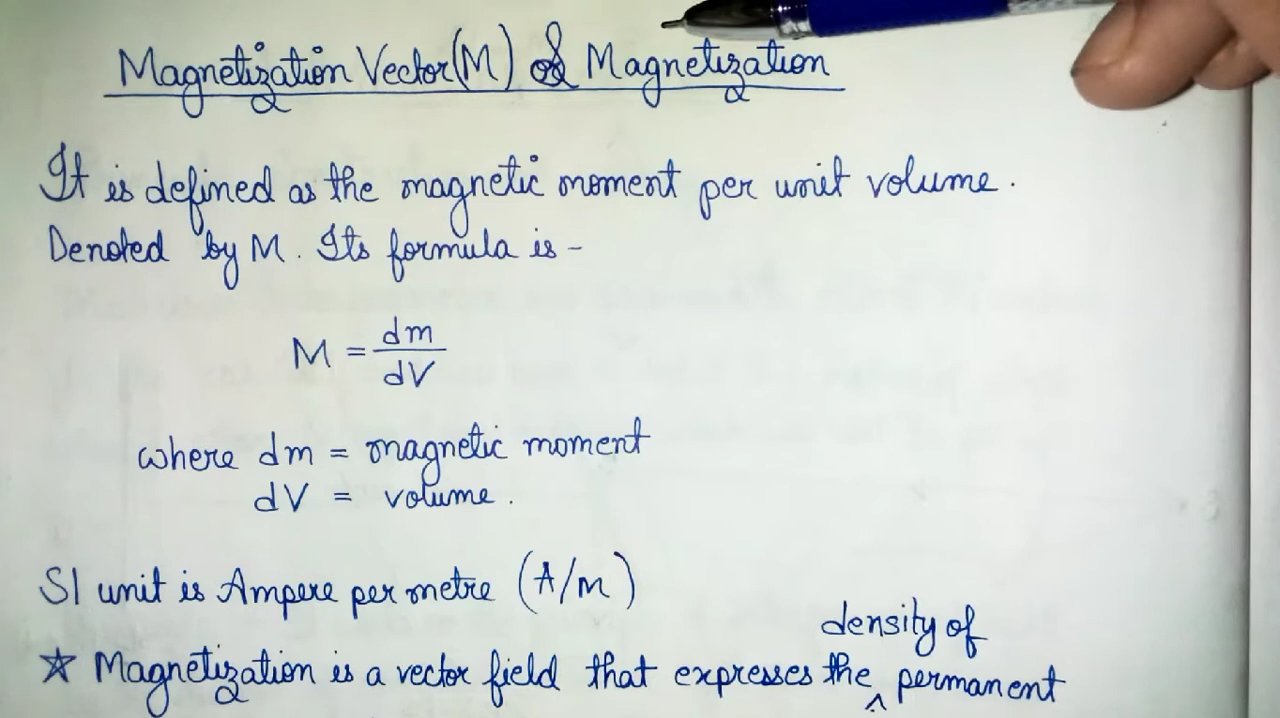 Magnetization Vector (M) or Magnetization
It is defined as the magnetic moment per unit volume.
Denoted by M. Its formula is -
M = dm/dV
where dm = magnetic moment
dV = volume.
SI unit is Ampere per metre (A/m)
density of
★ Magnetization is a vector field that expresses the ^ permanent